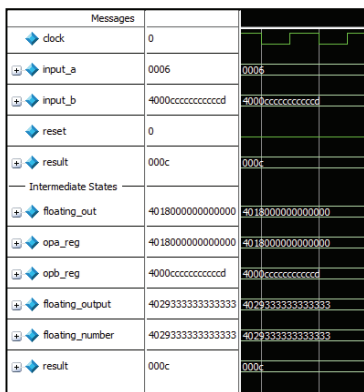 Messages
clock 0
input_a 0006 0006
input_b 4000cccccccccccd 4000cccccccccccd
reset 0
result 000c 000c
Intermediate States
floating_out 4018000000000000 4018000000000000
opa_reg 4018000000000000 4018000000000000
opb_reg 4000cccccccccccd 4000cccccccccccd
floating_output 4029333333333333 4029333333333333
floating_number 4029333333333333 4029333333333333
result 000c 000c